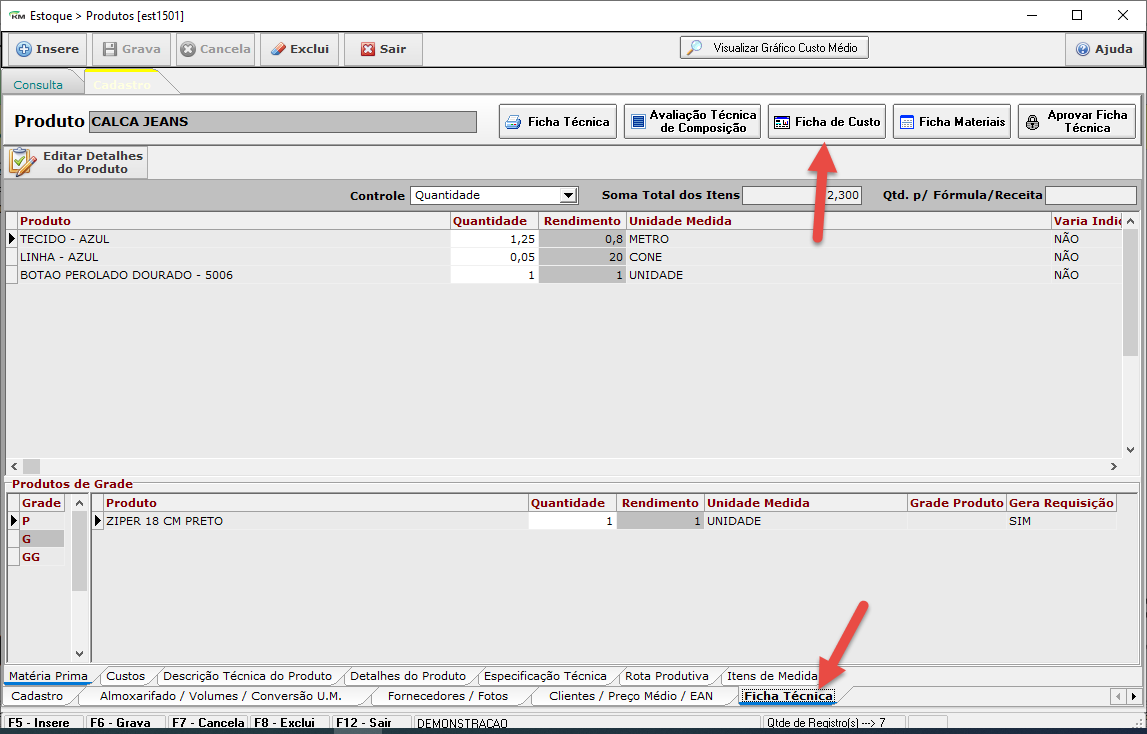 KM Estoque > Produtos [est1501]
Insere Grava Cancela Exclui Sair Visualizar Gráfico Custo Médio Ajuda
Consulta Cadastro
Produto CALCA JEANS Ficha Técnica Avaliação Técnica de Composição Ficha de Custo Ficha Materiais Aprovar Ficha Técnica
Editar Detalhes
do Produto
Controle Quantidade Soma Total dos Itens 2,300 Qtd. p/ Fórmula/Receita
Produto Quantidade Rendimento Unidade Medida Varia Indi
TECIDO - AZUL 1,25 0,8 METRO NÃO
LINHA - AZUL 0,05 20 CONE NÃO
BOTAO PEROLADO DOURADO - 5006 1 1 UNIDADE NÃO
Produtos de Grade
Grade Produto Quantidade Rendimento Unidade Medida Grade Produto Gera Requisição
P ZIPER 18 CM PRETO 1 1 UNIDADE SIM
G
GG
Matéria Prima Custos Descrição Técnica do Produto Detalhes do Produto Especificação Técnica Rota Produtiva Itens de Medida
Cadastro Almoxarifado / Volumes / Conversão U.M. Fornecedores / Fotos Clientes / Preço Médio / EAN Ficha Técnica
F5 - Insere F6 - Grava F7 - Cancela F8 - Exclui F12 - Sair DEMONSTRACAO Qtde de Registro(s) ---> 7